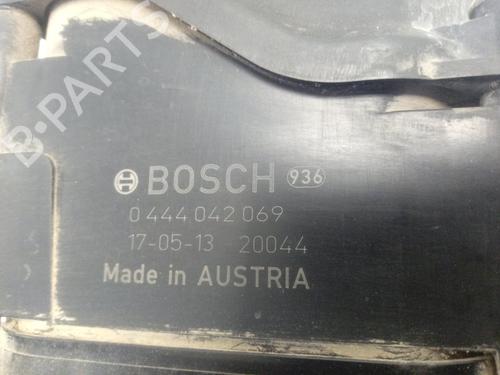 B-PARTS
BOSCH 936
0 444 042 069
17-05-13 20044
Made in AUSTRIA